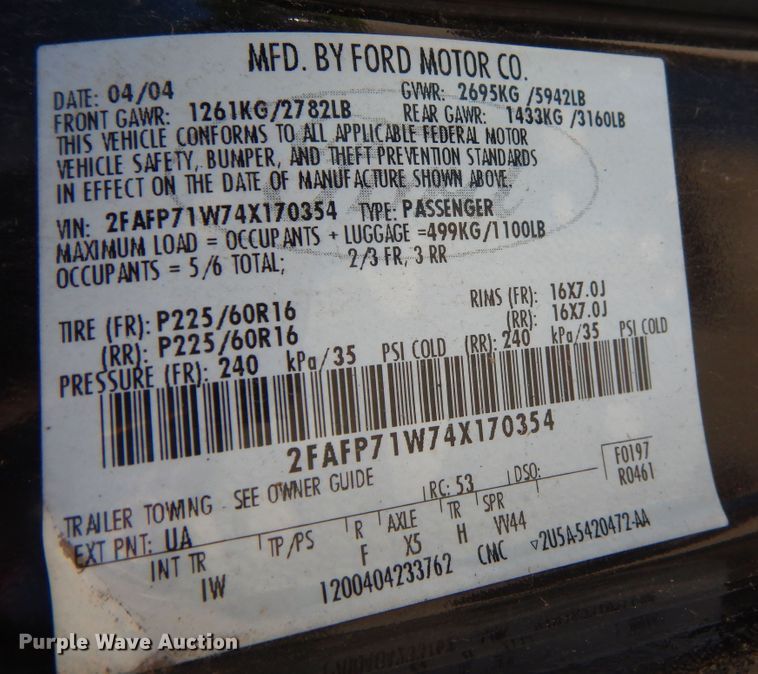 MFD. BY FORD MOTOR CO.
DATE: 04/04 GVWR: 2695KG /5942LB
FRONT GAWR: 1261KG/2782LB REAR GAWR: 1433KG /3160LB
THIS VEHICLE CONFORMS TO ALL APPLICABLE FEDERAL MOTOR
VEHICLE SAFETY, BUMPER, AND THEFT PREVENTION STANDARDS
IN EFFECT ON THE DATE OF MANUFACTURE SHOWN ABOVE.
VIN: 2FAFP71W74X170354 TYPE: PASSENGER
MAXIMUM LOAD = OCCUPANTS + LUGGAGE =499KG/1100LB
OCCUPANTS = 5/6 TOTAL; 2/3 FR, 3 RR
TIRE (FR): P225/60R16 RIMS (FR): 16X7.0J
(RR): P225/60R16 (RR): 16X7.0J
PRESSURE (FR): 240 kPa/35 PSI COLD (RR): 240 kPa/35 PSI COLD
2FAFP71W74X170354
TRAILER TOWING - SEE OWNER GUIDE RC: 53 DSO: F0197
R0461
EXT PNT: UA TP/PS R AXLE TR SPR
INT TR F X5 H VV44
IW 1200404233762 CMC ▽2U5A-5420472-AA
Purple Wave Auction